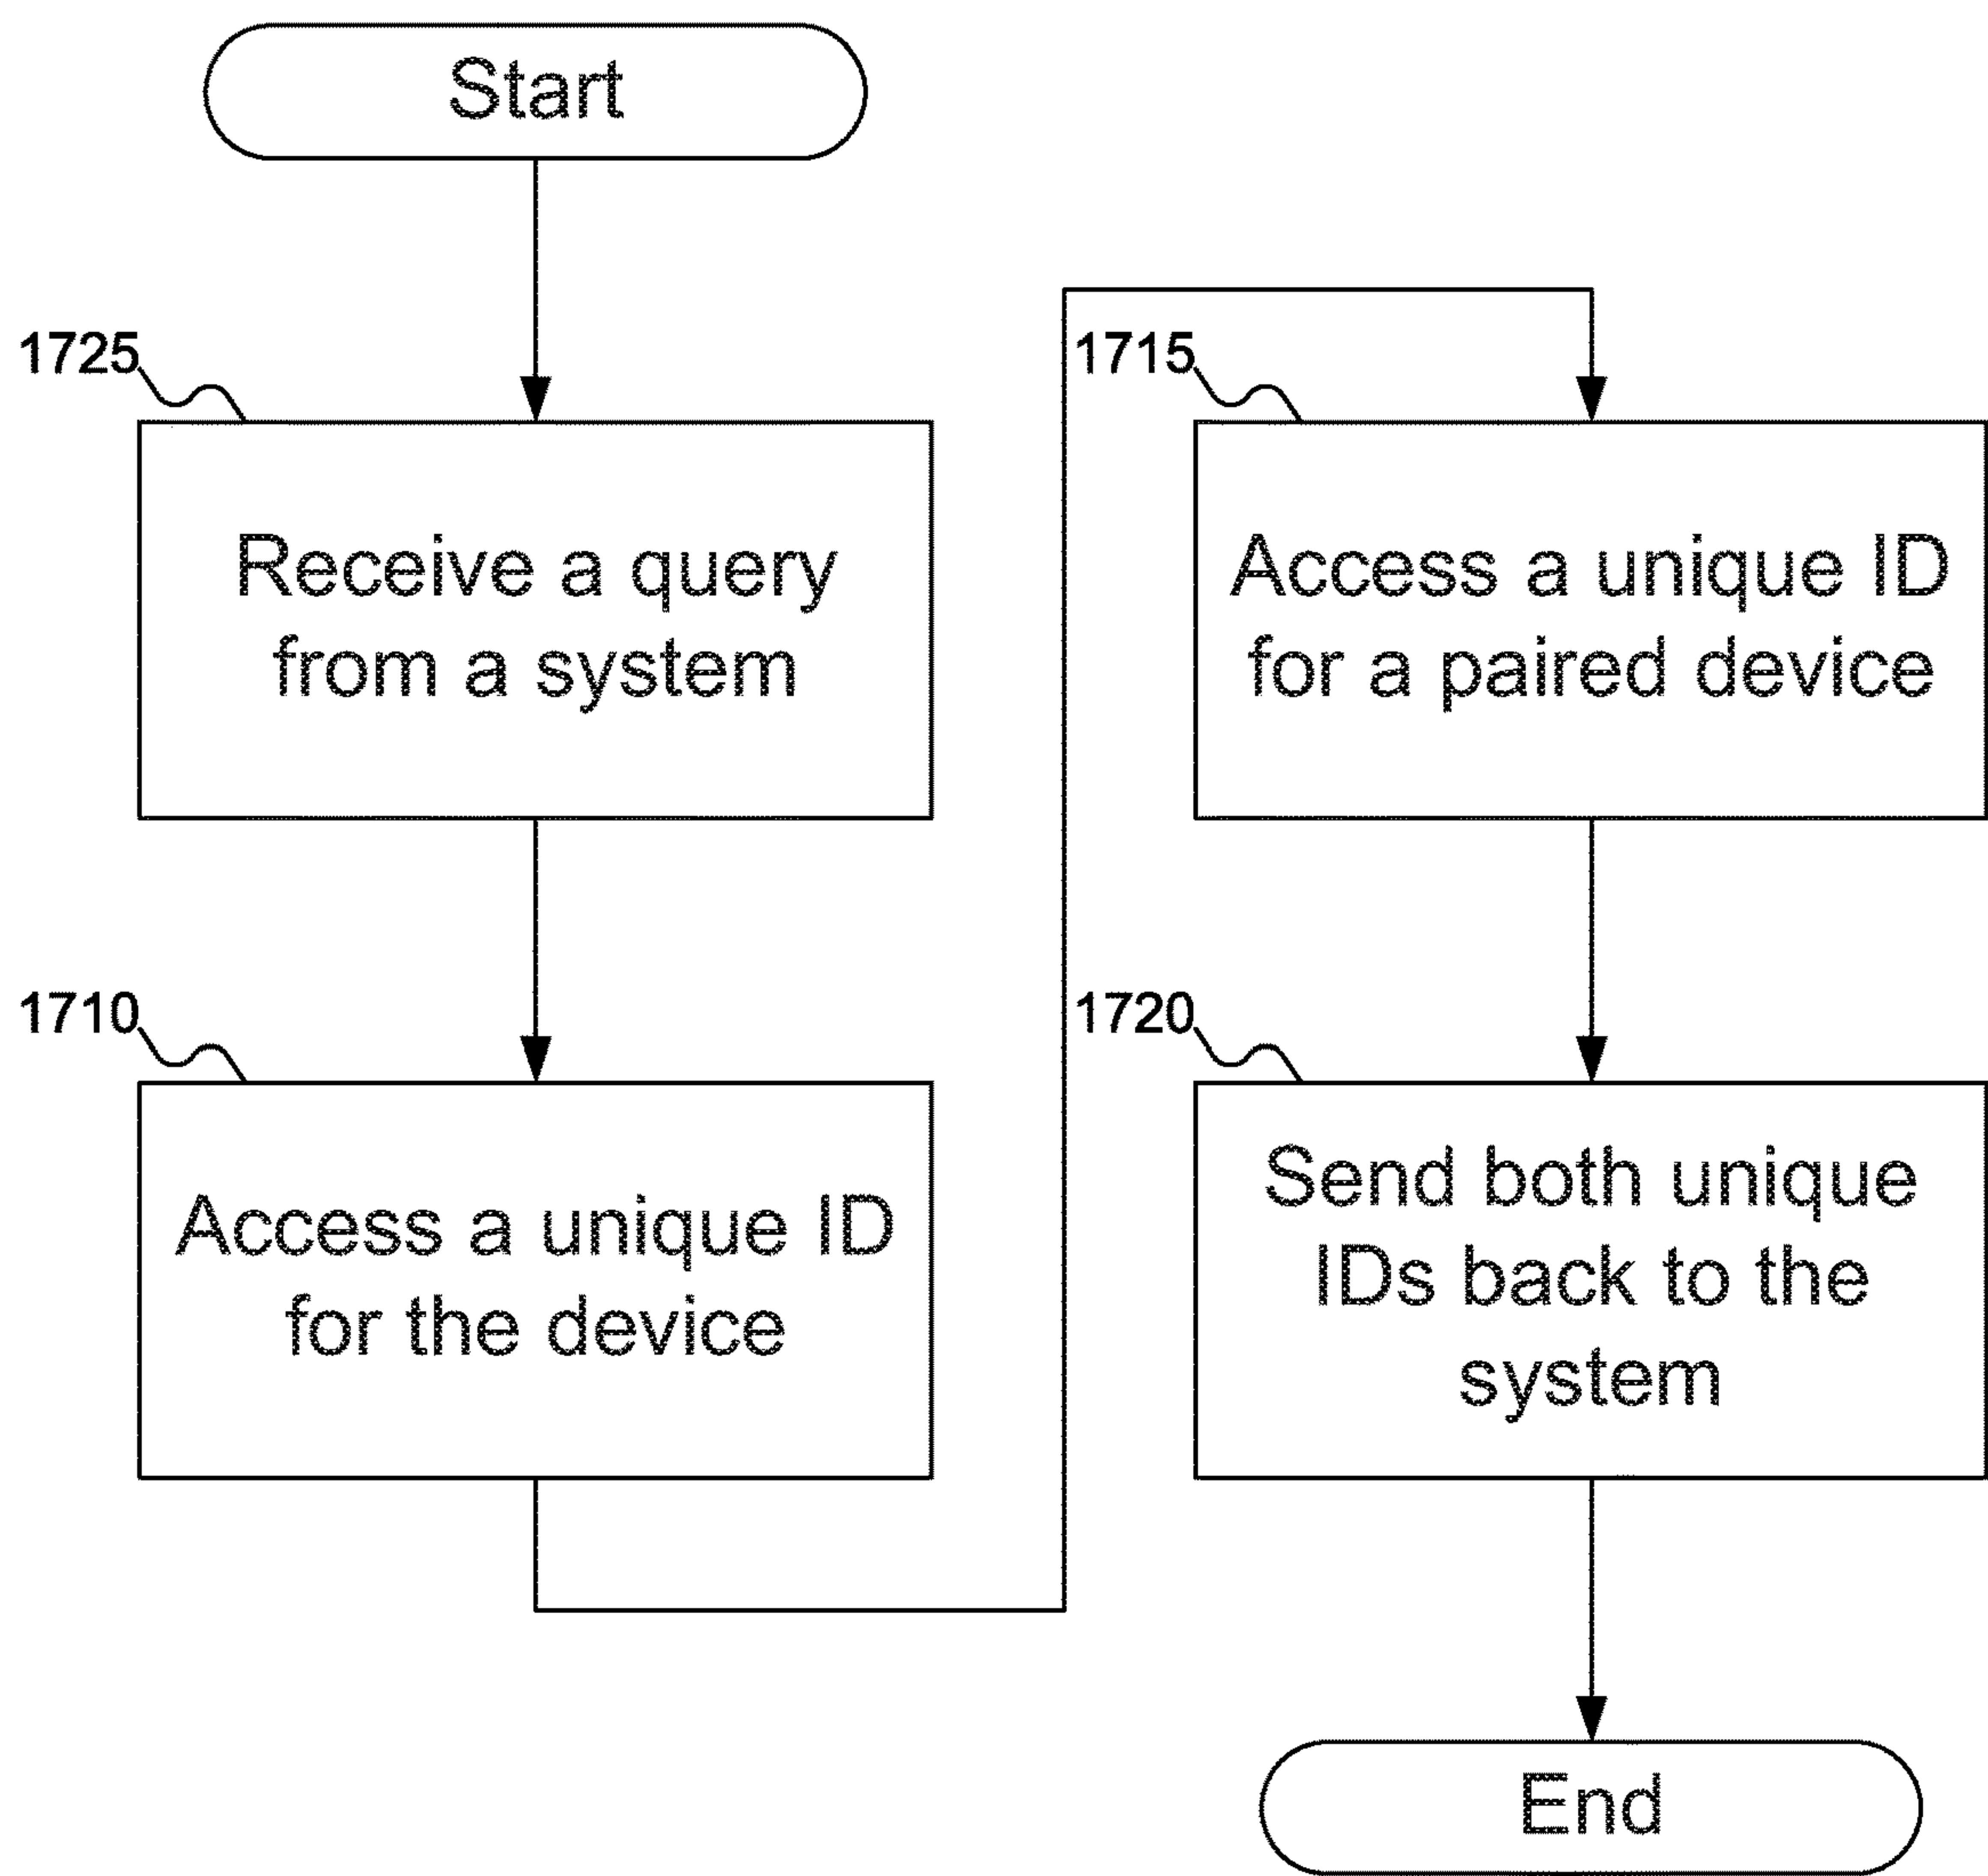 Start
1725
Receive a query
from a system
1710
Access a unique ID
for the device
1715
Access a unique ID
for a paired device
1720
Send both unique
IDs back to the
system
End